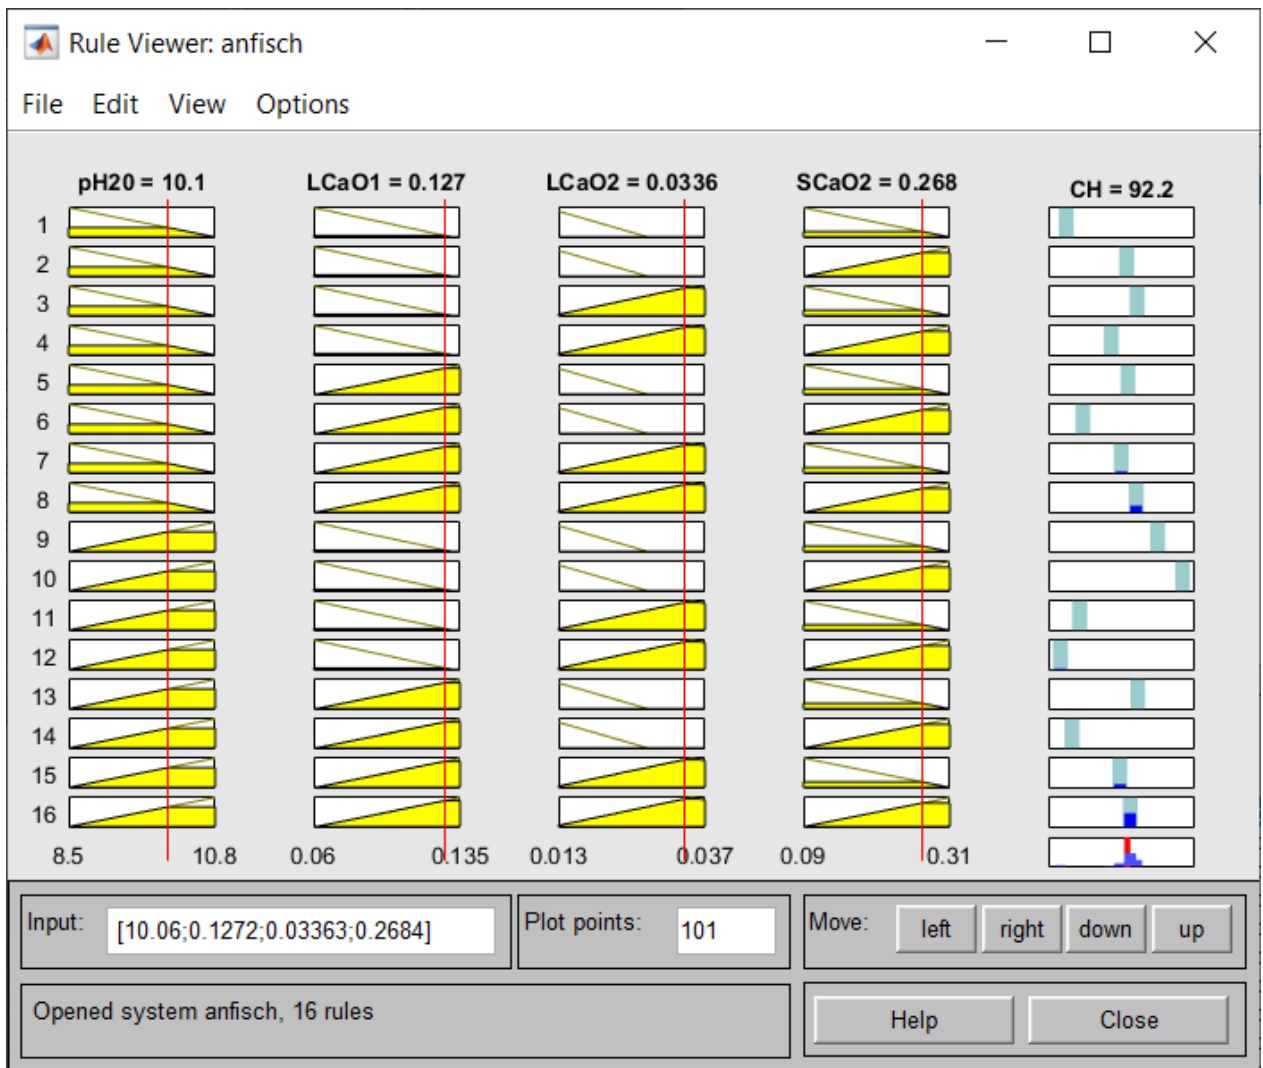 Rule Viewer: anfisch
File Edit View Options
pH20 = 10.1 LCaO1 = 0.127 LCaO2 = 0.0336 SCaO2 = 0.268 CH = 92.2
1
2
3
4
5
6
7
8
9
10
11
12
13
14
15
16
8.5 10.8 0.06 0.135 0.013 0.037 0.09 0.31
Input: [10.06;0.1272;0.03363;0.2684] Plot points: 101 Move: left right down up
Opened system anfisch, 16 rules Help Close